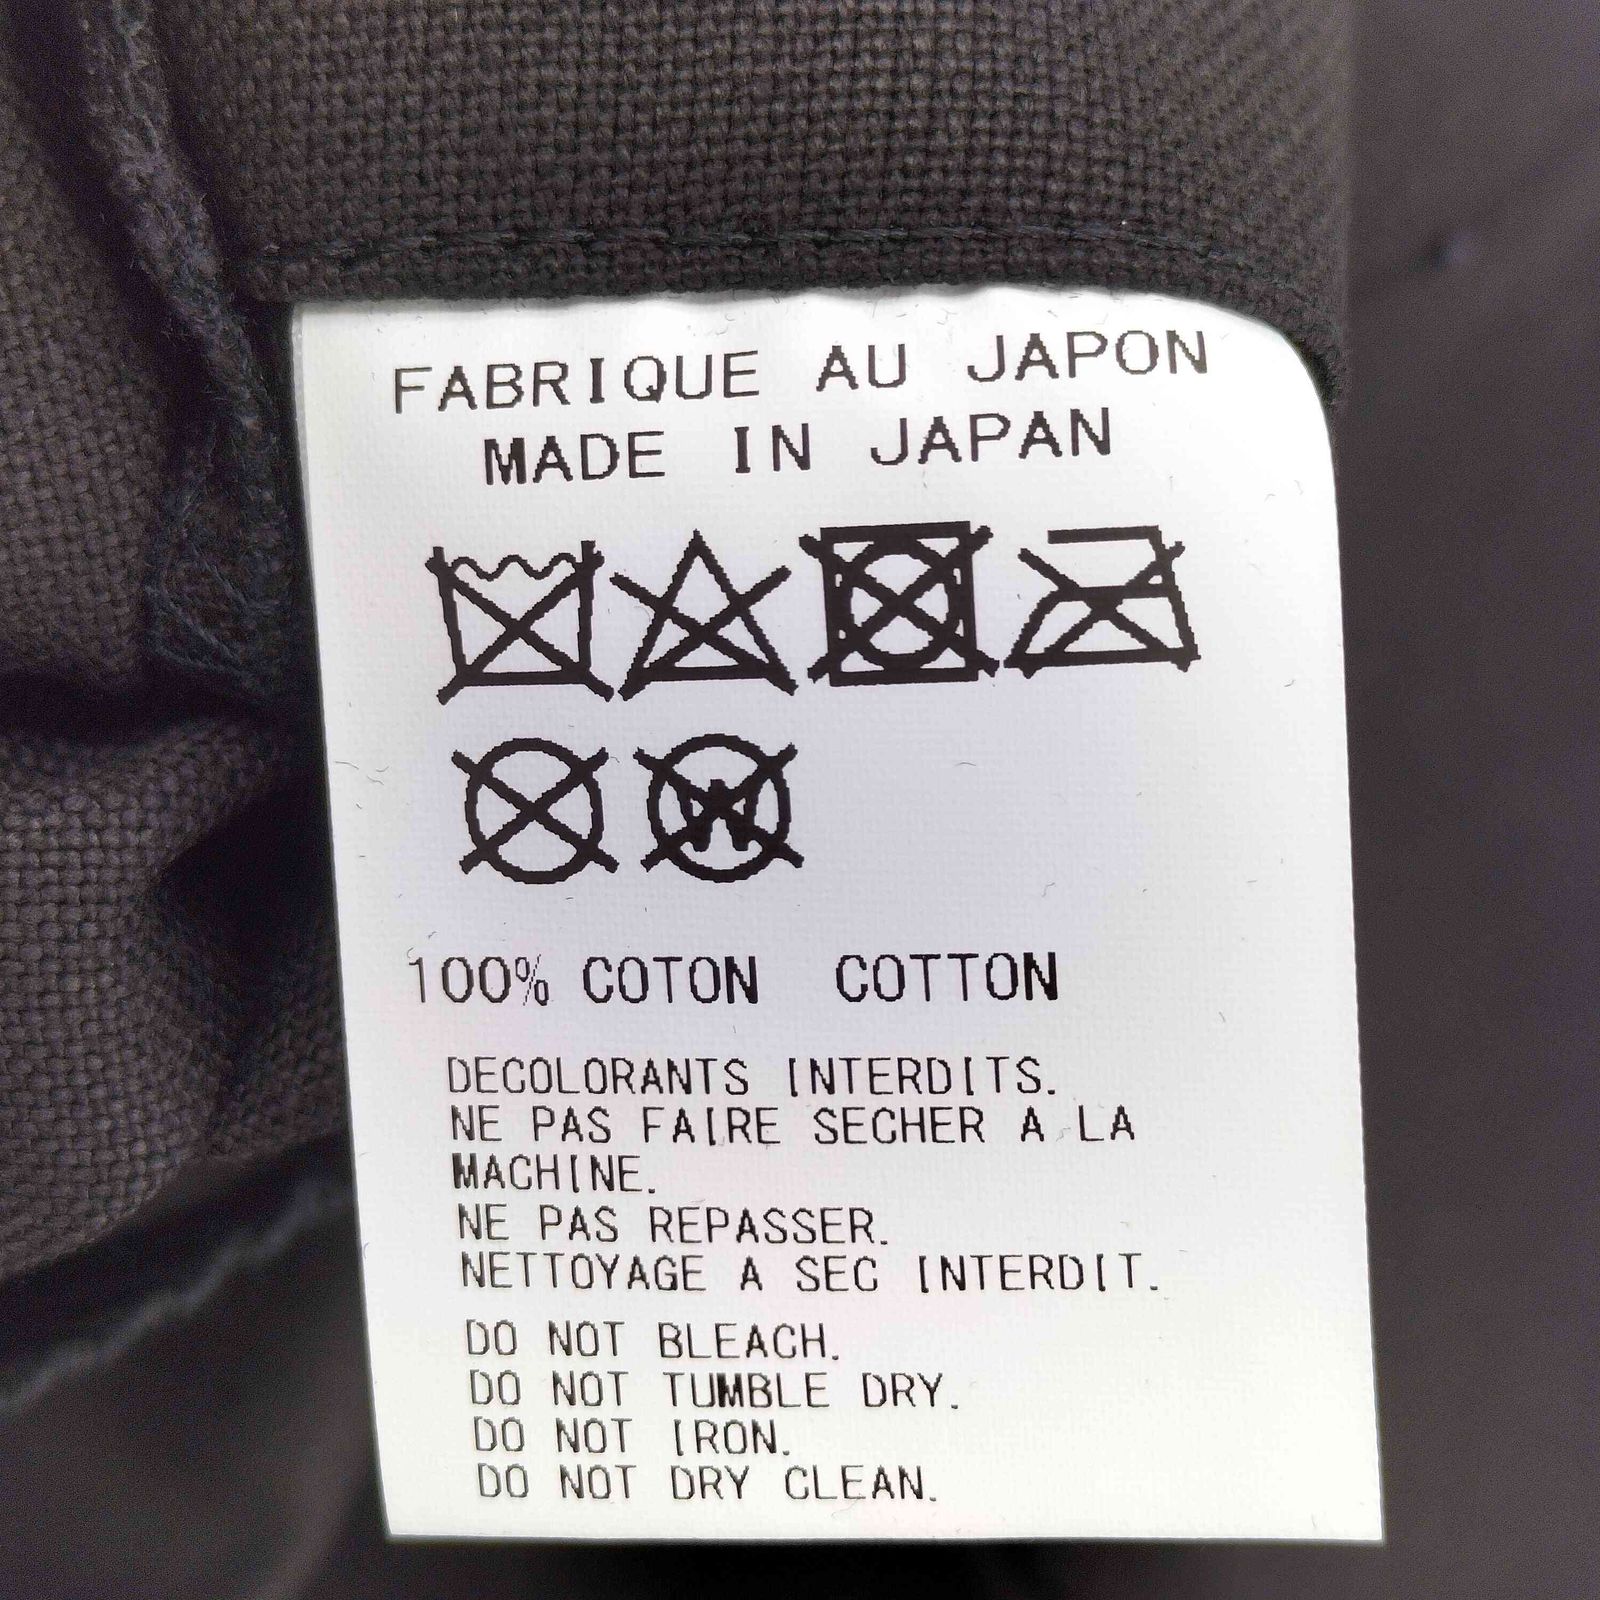 FABRIQUE AU JAPON
MADE IN JAPAN
W
100% COTON COTTON
DECOLORANTS INTERDITS.
NE PAS FAIRE SECHER A LA
MACHINE.
NE PAS REPASSER.
NETTOYAGE A SEC INTERDIT.
DO NOT BLEACH.
DO NOT TUMBLE DRY.
DO NOT IRON.
DO NOT DRY CLEAN.